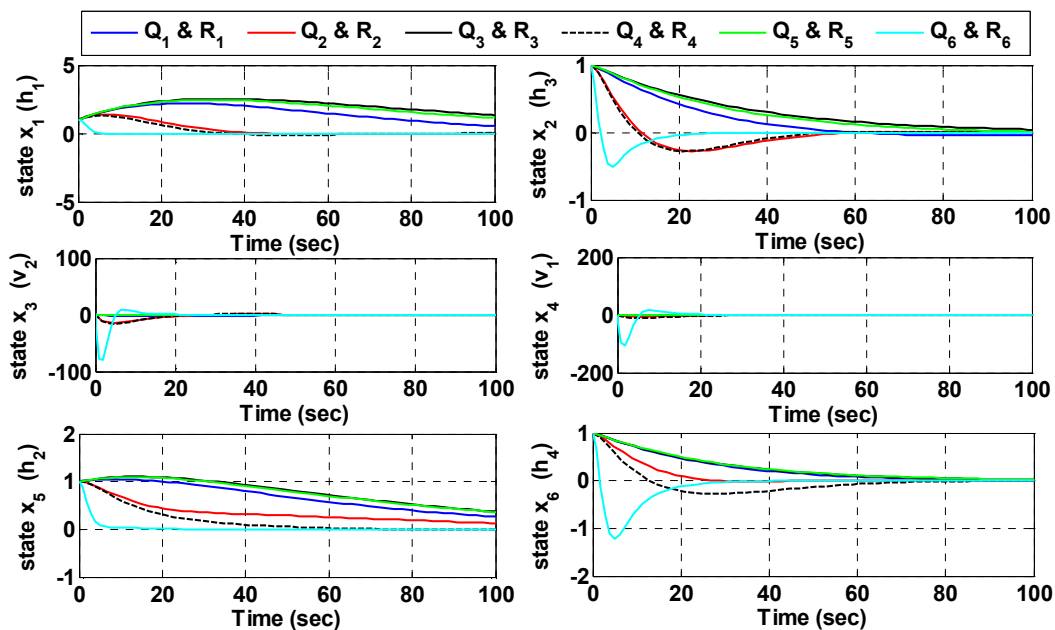 Q1 & R1 Q2 & R2 Q3 & R3 Q4 & R4 Q5 & R5 Q6 & R6
state x1 (h1)
5
0
-5
0 20 40 60 80 100
Time (sec)
state x2 (h3)
1
0
-1
0 20 40 60 80 100
Time (sec)
state x3 (v2)
100
0
-100
0 20 40 60 80 100
Time (sec)
state x4 (v1)
200
0
-200
0 20 40 60 80 100
Time (sec)
state x5 (h2)
2
1
0
-1
0 20 40 60 80 100
Time (sec)
state x6 (h4)
1
0
-1
-2
0 20 40 60 80 100
Time (sec)